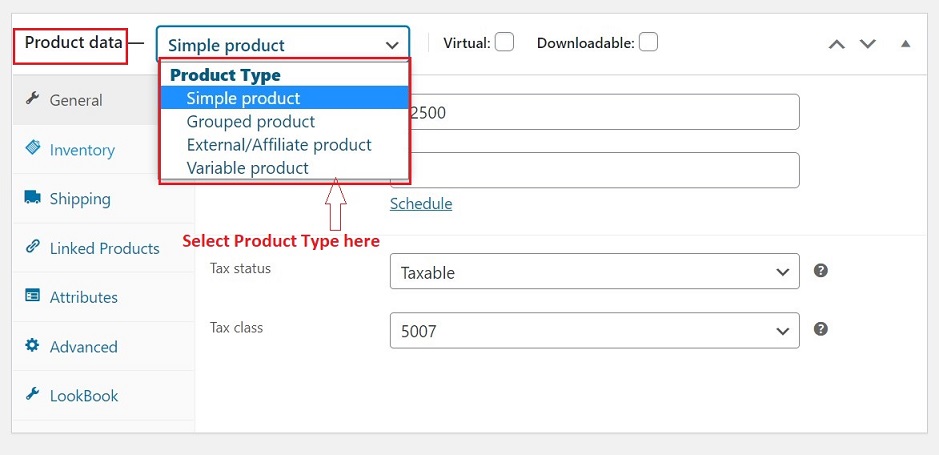 Product data — Simple product Virtual: Downloadable:
Product Type
Simple product
Grouped product
External/Affiliate product
Variable product
General
Inventory
Shipping
Linked Products
Attributes
Advanced
LookBook
2500
Schedule
Select Product Type here
Tax status Taxable ?
Tax class 5007 ?